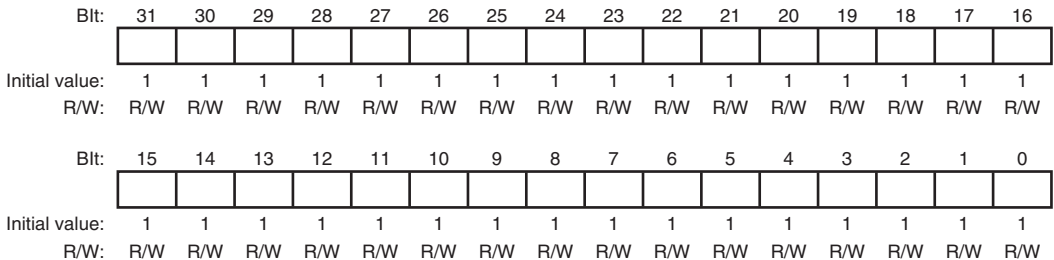 BIt: 31 30 29 28 27 26 25 24 23 22 21 20 19 18 17 16
Initial value: 1 1 1 1 1 1 1 1 1 1 1 1 1 1 1 1
R/W: R/W R/W R/W R/W R/W R/W R/W R/W R/W R/W R/W R/W R/W R/W R/W R/W
BIt: 15 14 13 12 11 10 9 8 7 6 5 4 3 2 1 0
Initial value: 1 1 1 1 1 1 1 1 1 1 1 1 1 1 1 1
R/W: R/W R/W R/W R/W R/W R/W R/W R/W R/W R/W R/W R/W R/W R/W R/W R/W